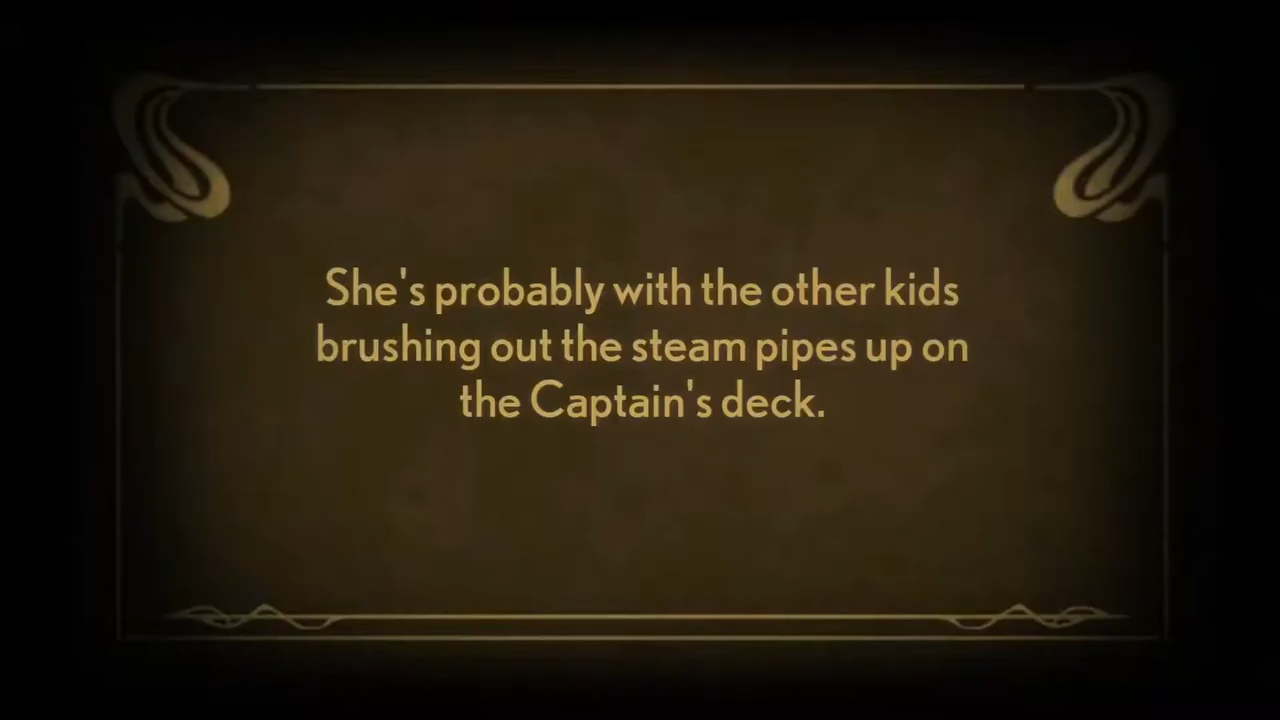 She's probably with the other kids
brushing out the steam pipes up on
the Captain's deck.